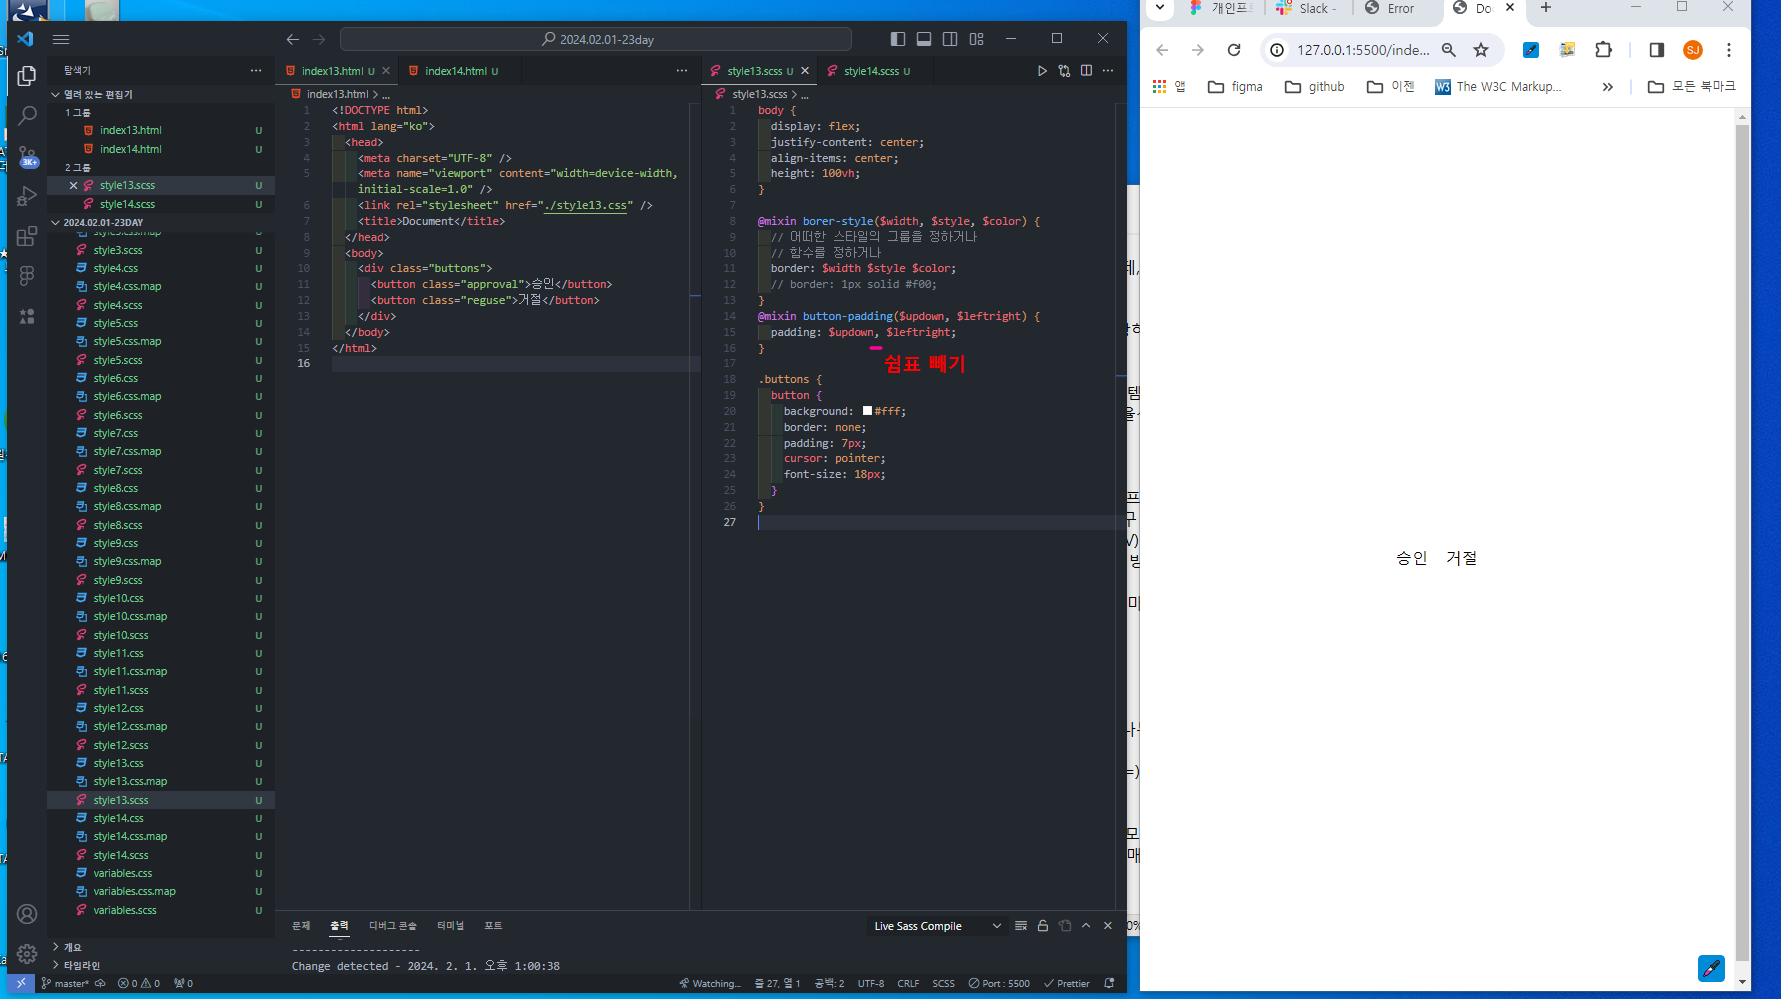 2024.02.01-23day
탐색기
열려 있는 편집기
1 그룹
index13.html U
index14.html U
2 그룹
style13.scss U
style14.scss U
2024.02.01-23DAY
style3.css.map U
style3.scss U
style4.css U
style4.css.map U
style4.scss U
style5.css U
style5.css.map U
style5.scss U
style6.css U
style6.css.map U
style6.scss U
style7.css U
style7.css.map U
style7.scss U
style8.css U
style8.css.map U
style8.scss U
style9.css U
style9.css.map U
style9.scss U
style10.css U
style10.css.map U
style10.scss U
style11.css U
style11.css.map U
style11.scss U
style12.css U
style12.css.map U
style12.scss U
style13.css U
style13.css.map U
style13.scss U
style14.css U
style14.css.map U
style14.scss U
variables.css U
variables.css.map U
variables.scss U
개요
타임라인
3K+
index13.html U
index14.html U
index13.html > ...
1 <!DOCTYPE html>
2 <html lang="ko">
3 <head>
4 <meta charset="UTF-8" />
5 <meta name="viewport" content="width=device-width,
initial-scale=1.0" />
6 <link rel="stylesheet" href="./style13.css" />
7 <title>Document</title>
8 </head>
9 <body>
10 <div class="buttons">
11 <button class="approval">승인</button>
12 <button class="reguse">거절</button>
13 </div>
14 </body>
15 </html>
16
style13.scss U
style14.scss U
style13.scss > ...
1 body {
2 display: flex;
3 justify-content: center;
4 align-items: center;
5 height: 100vh;
6 }
7
8 @mixin borer-style($width, $style, $color) {
9 // 어떠한 스타일의 그룹을 정하거나
10 // 함수를 정하거나
11 border: $width $style $color;
12 // border: 1px solid #f00;
13 }
14 @mixin button-padding($updown, $leftright) {
15 padding: $updown, $leftright;
16 }
17
쉼표 빼기
18 .buttons {
19 button {
20 background: #fff;
21 border: none;
22 padding: 7px;
23 cursor: pointer;
24 font-size: 18px;
25 }
26 }
27
문제 출력 디버그 콘솔 터미널 포트
Live Sass Compile
--------------------
Change detected - 2024. 2. 1. 오후 1:00:38
master* 0 0 0
Watching... 줄 27, 열 1 공백: 2 UTF-8 CRLF SCSS Port : 5500 Prettier
개인프 Slack - Error Do
127.0.0.1:5500/inde...
SJ
앱 figma github 이젠 The W3C Markup... 모든 북마크
승인 거절